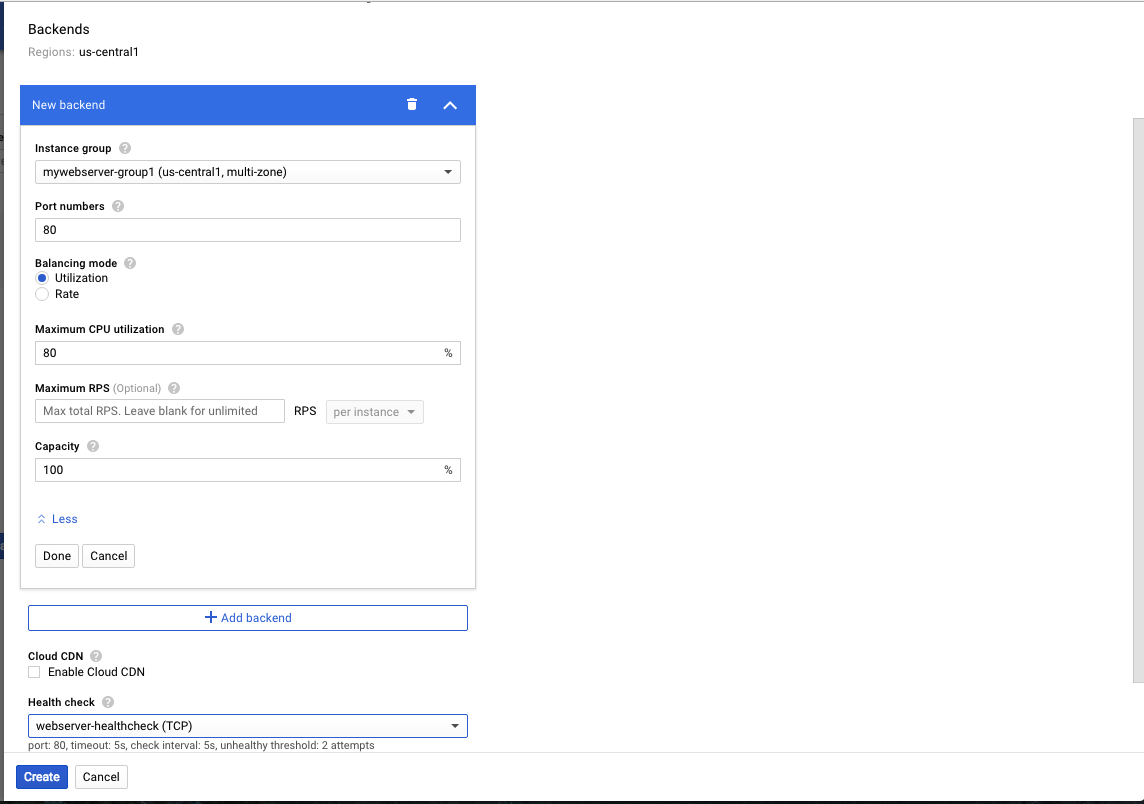 Backends
Regions: us-central1
New backend
Instance group
mywebserver-group1 (us-central1, multi-zone)
Port numbers
80
Balancing mode
Utilization
Rate
Maximum CPU utilization
80 %
Maximum RPS (Optional)
Max total RPS. Leave blank for unlimited RPS per instance
Capacity
100 %
Less
Done Cancel
Add backend
Cloud CDN
Enable Cloud CDN
Health check
webserver-healthcheck (TCP)
port: 80, timeout: 5s, check interval: 5s, unhealthy threshold: 2 attempts
Create Cancel